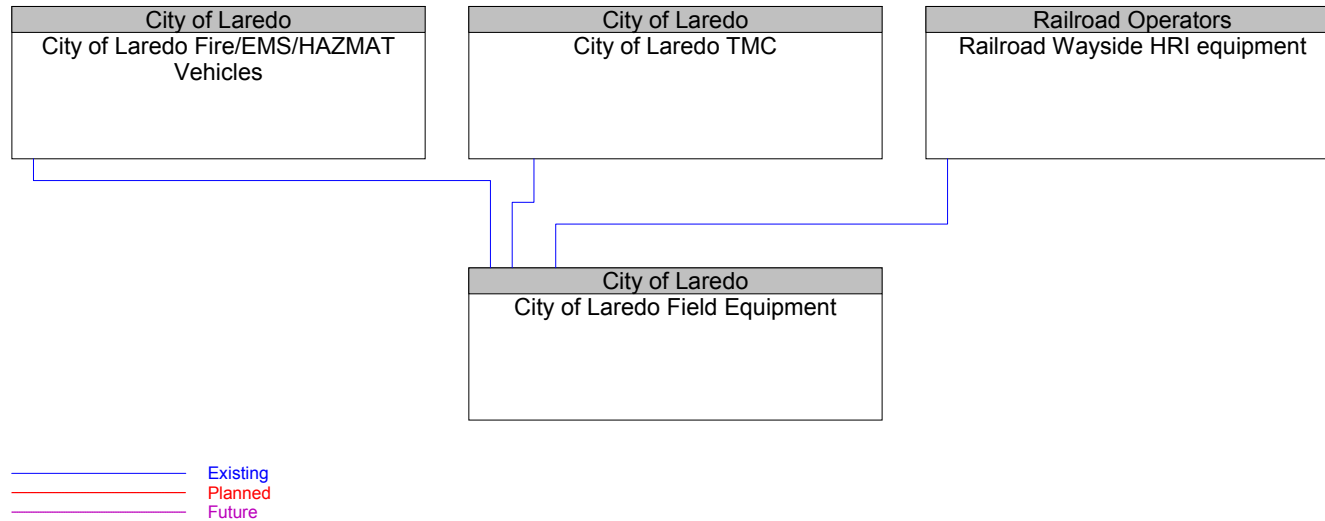 City of Laredo
City of Laredo Fire/EMS/HAZMAT
Vehicles
City of Laredo
City of Laredo TMC
Railroad Operators
Railroad Wayside HRI equipment
City of Laredo
City of Laredo Field Equipment
Existing
Planned
Future